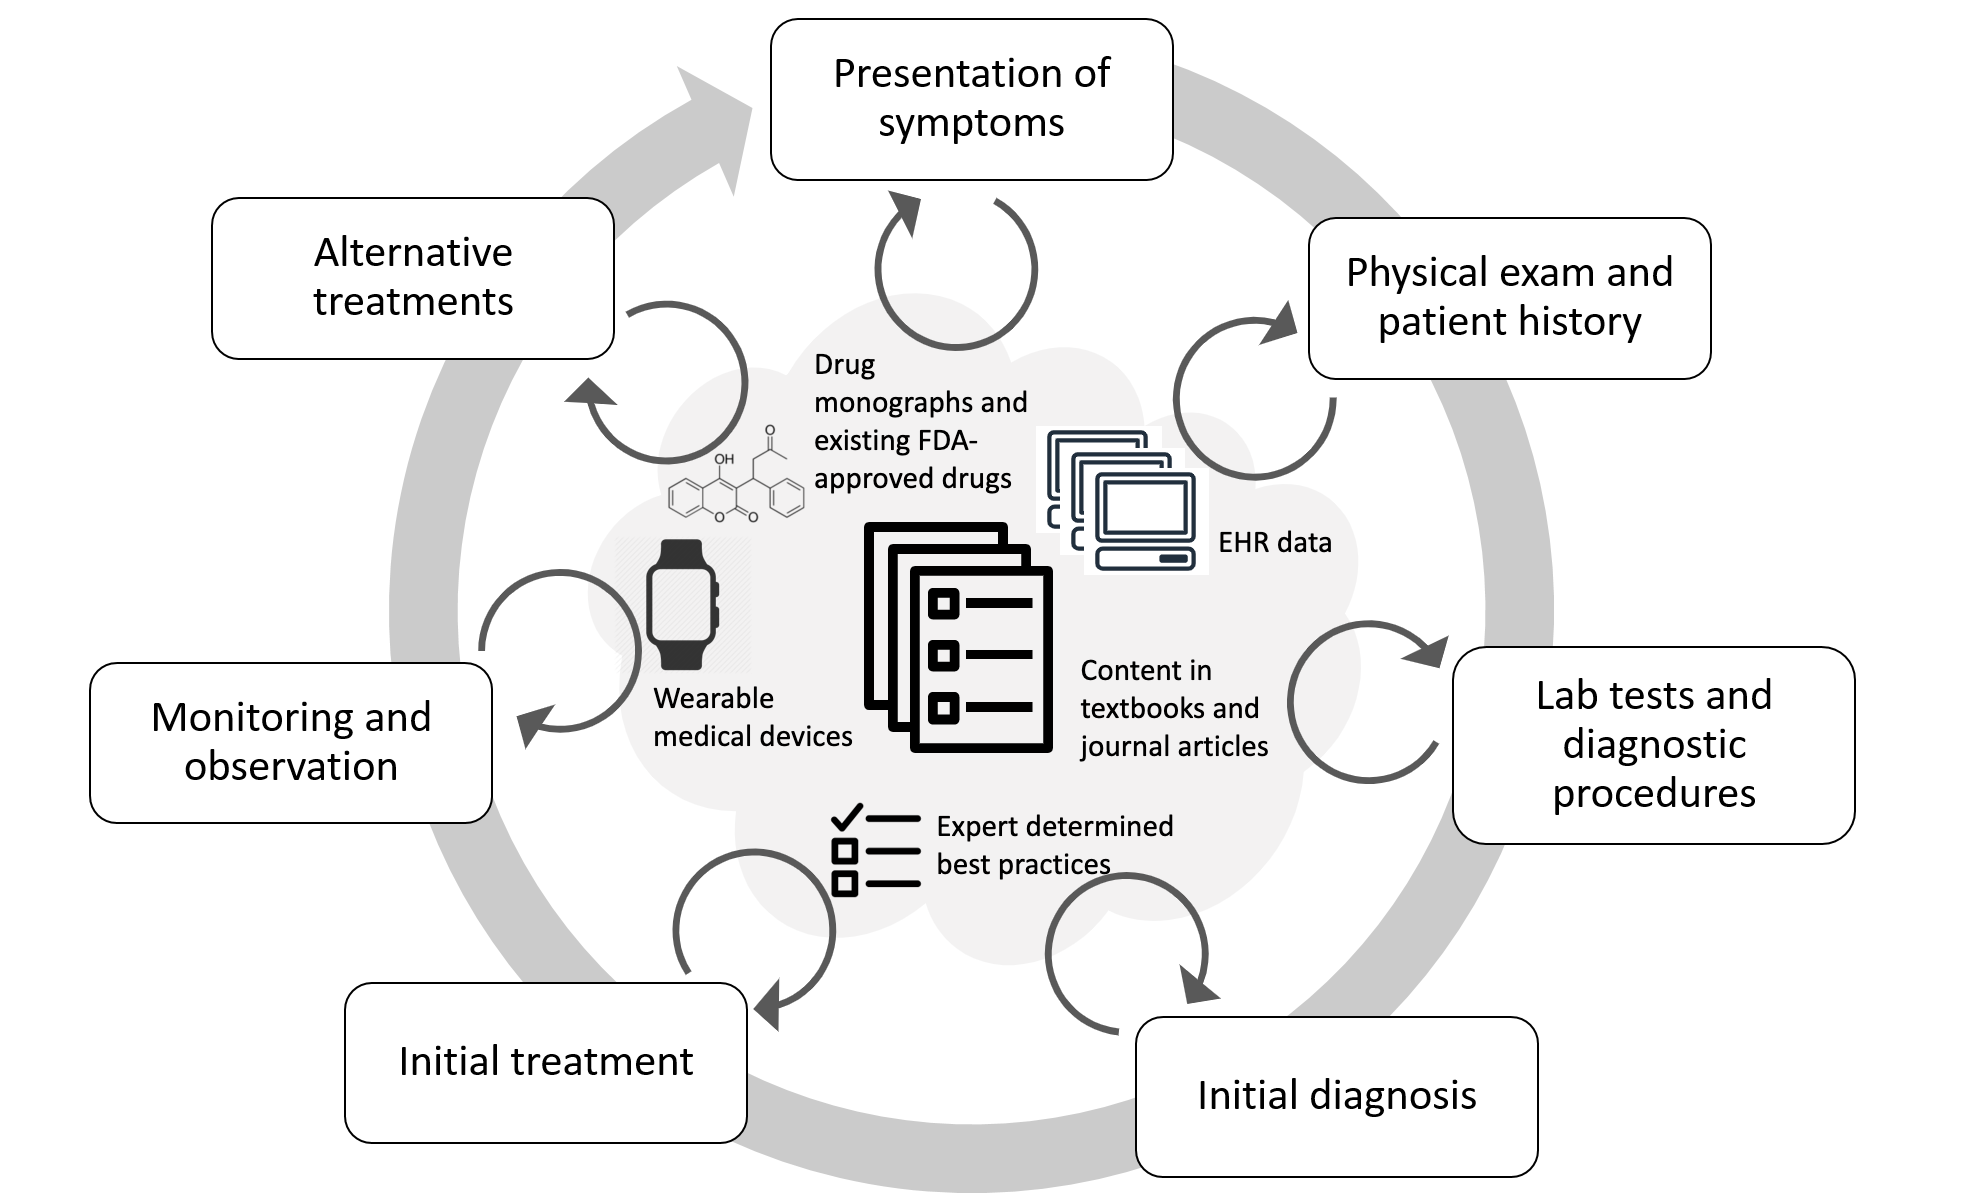 Presentation of
symptoms
Physical exam and
patient history
Lab tests and
diagnostic
procedures
Initial diagnosis
Initial treatment
Monitoring and
observation
Alternative
treatments
Drug
monographs and
existing FDA-
approved drugs
O
OH
O
O
EHR data
Wearable
medical devices
Content in
textbooks and
journal articles
Expert determined
best practices